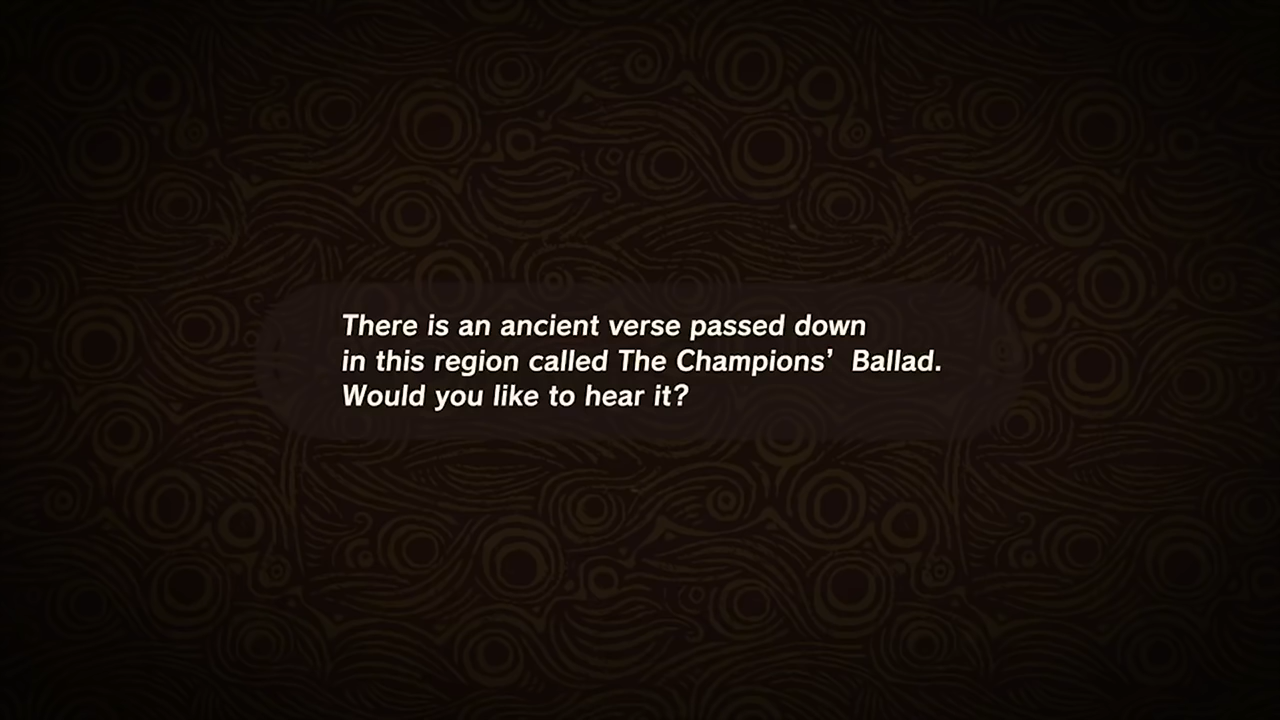 There is an ancient verse passed down
in this region called The Champions’ Ballad.
Would you like to hear it?